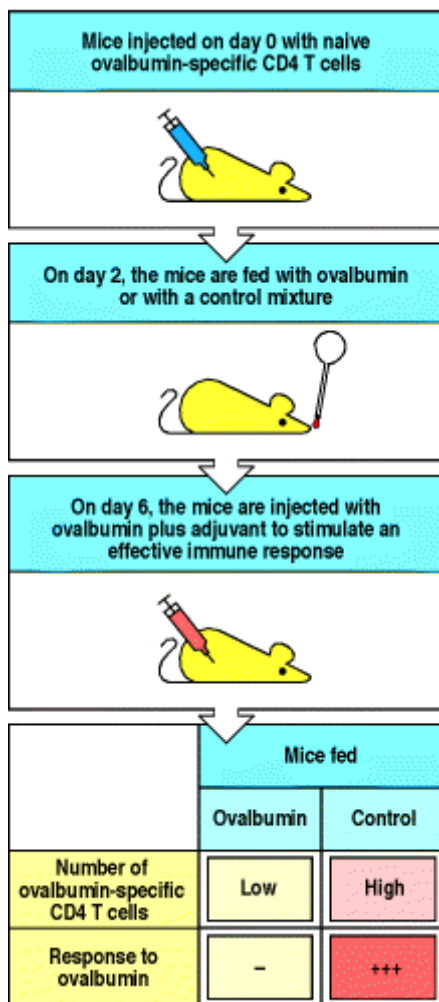 Mice injected on day 0 with naive
ovalbumin-specific CD4 T cells
On day 2, the mice are fed with ovalbumin
or with a control mixture
On day 6, the mice are injected with
ovalbumin plus adjuvant to stimulate an
effective immune response
Mice fed
Ovalbumin
Control
Number of
ovalbumin-specific
CD4 T cells
Low
High
Response to
ovalbumin
–
+++